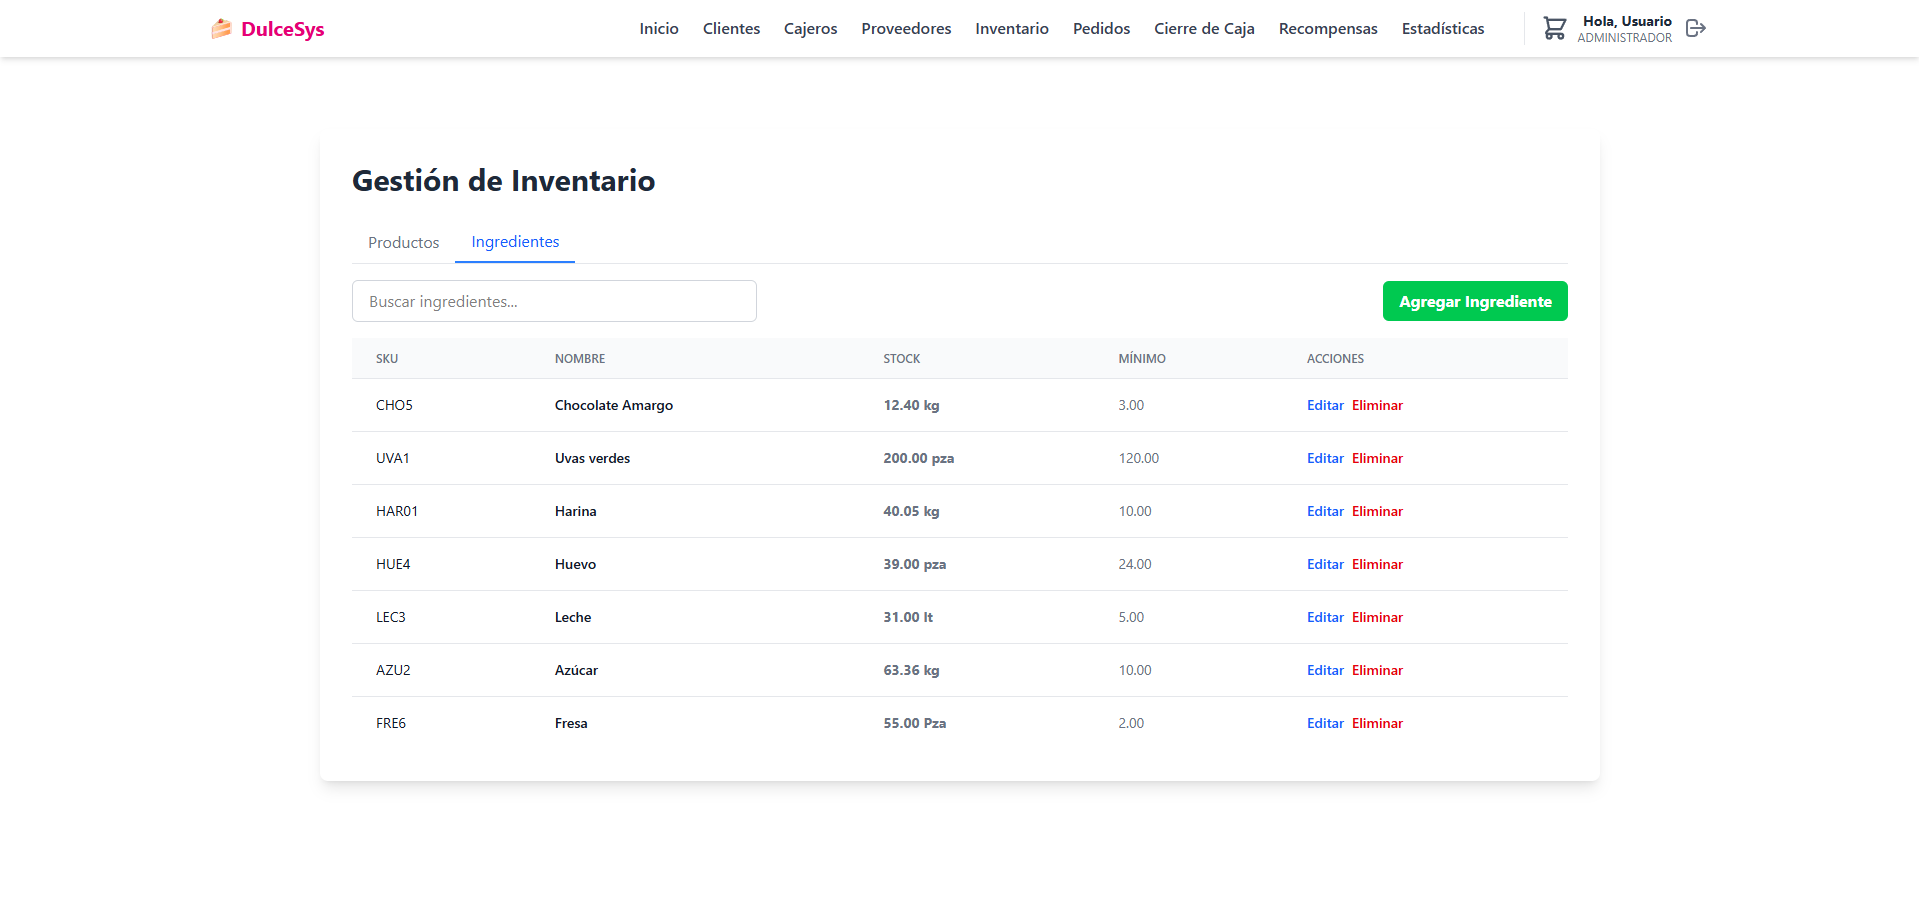 DulceSys
Inicio Clientes Cajeros Proveedores Inventario Pedidos Cierre de Caja Recompensas Estadísticas
Hola, Usuario
ADMINISTRADOR
Gestión de Inventario
Productos Ingredientes
Buscar ingredientes...
Agregar Ingrediente
SKU NOMBRE STOCK MÍNIMO ACCIONES
CHO5 Chocolate Amargo 12.40 kg 3.00 Editar Eliminar
UVA1 Uvas verdes 200.00 pza 120.00 Editar Eliminar
HAR01 Harina 40.05 kg 10.00 Editar Eliminar
HUE4 Huevo 39.00 pza 24.00 Editar Eliminar
LEC3 Leche 31.00 lt 5.00 Editar Eliminar
AZU2 Azúcar 63.36 kg 10.00 Editar Eliminar
FRE6 Fresa 55.00 Pza 2.00 Editar Eliminar